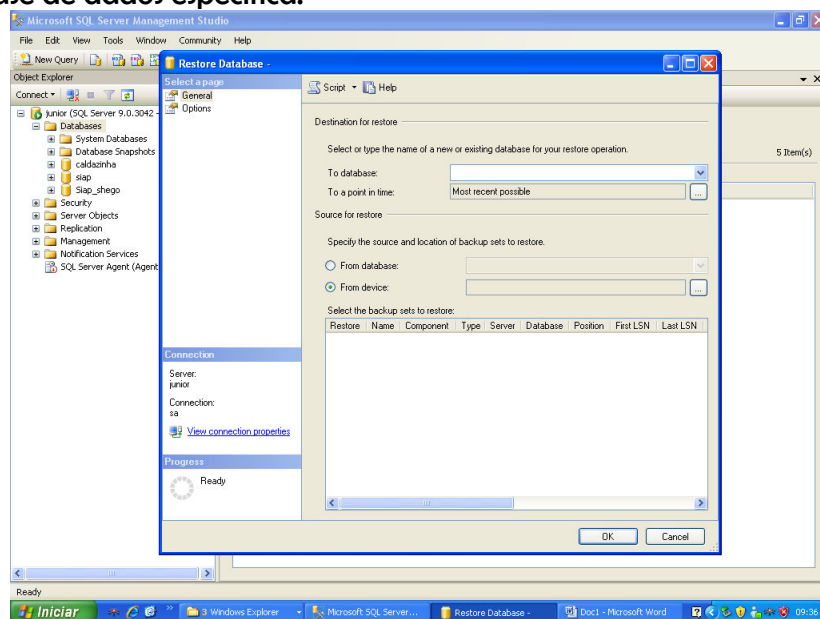 ase de dados específica.
Microsoft SQL Server Management Studio
File Edit View Tools Window Community Help
New Query
Object Explorer
Connect
junior (SQL Server 9.0.3042 -
Databases
System Databases
Database Snapshots
caldazinha
siap
Siap_shego
Security
Server Objects
Replication
Management
Notification Services
SQL Server Agent (Agent
5 Item(s)
Restore Database -
Select a page
General
Options
Script Help
Destination for restore
Select or type the name of a new or existing database for your restore operation.
To database:
To a point in time: Most recent possible ...
Source for restore
Specify the source and location of backup sets to restore.
From database:
From device: ...
Select the backup sets to restore:
Restore Name Component Type Server Database Position First LSN Last LSN
Connection
Server:
junior
Connection:
sa
View connection properties
Progress
Ready
OK Cancel
Ready
Iniciar 3 Windows Explorer Microsoft SQL Server... Restore Database - Doc1 - Microsoft Word 09:36